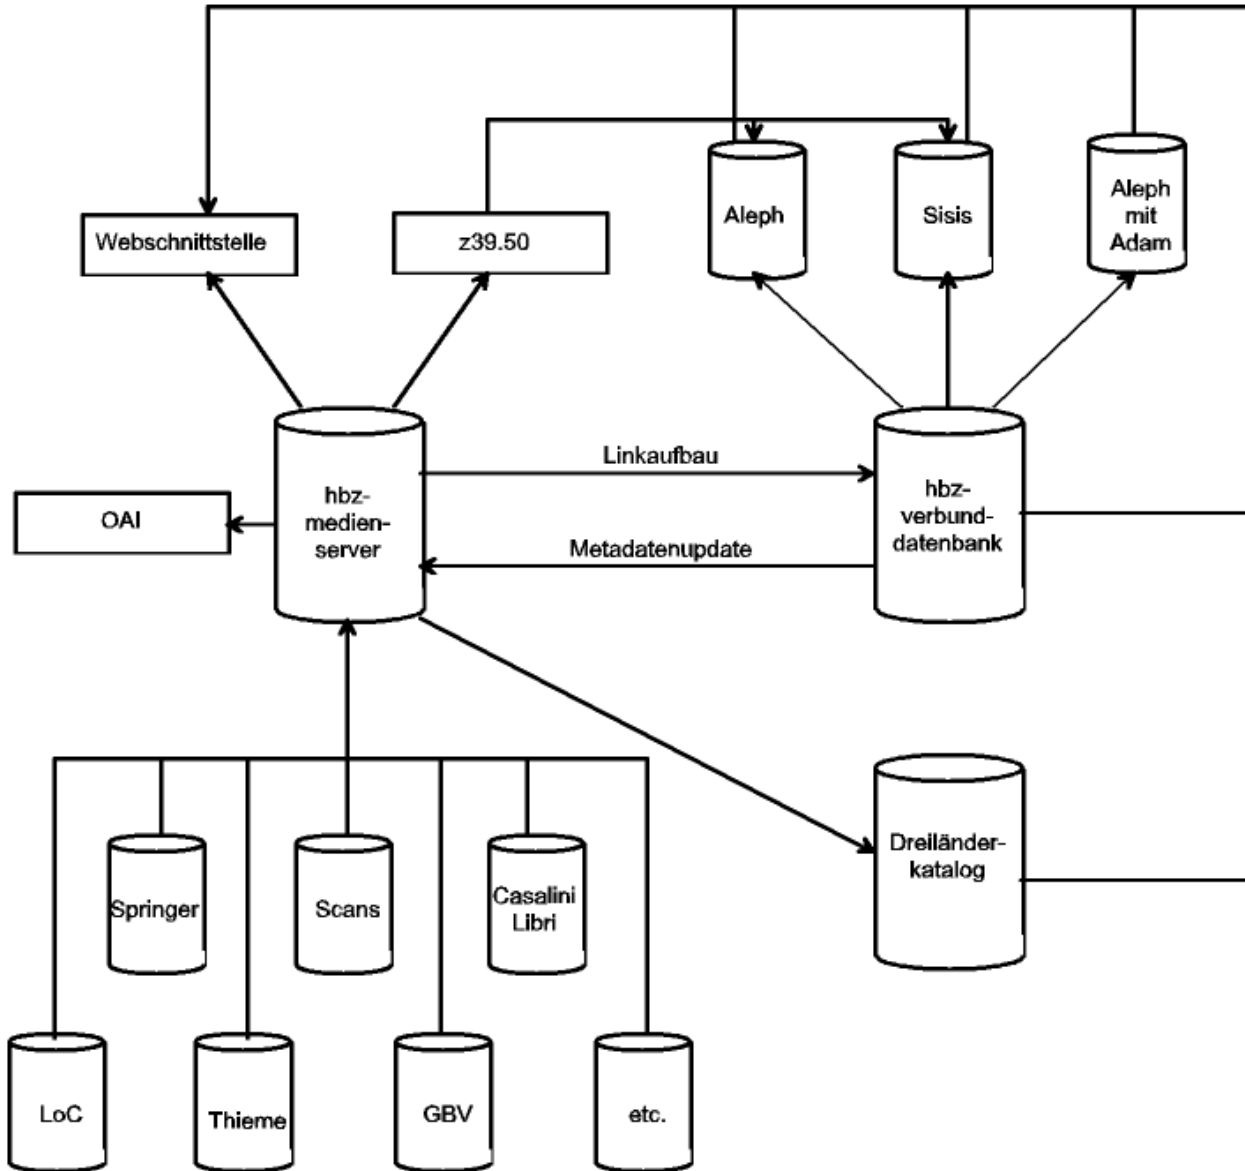 Aleph
Sisis
Aleph
mit
Adam
Webschnittstelle
z39.50
Linkaufbau
hbz-
medien-
server
hbz-
verbund-
datenbank
OAI
Metadatenupdate
Dreiländer-
katalog
Springer
Scans
Casalini
Libri
LoC
Thieme
GBV
etc.